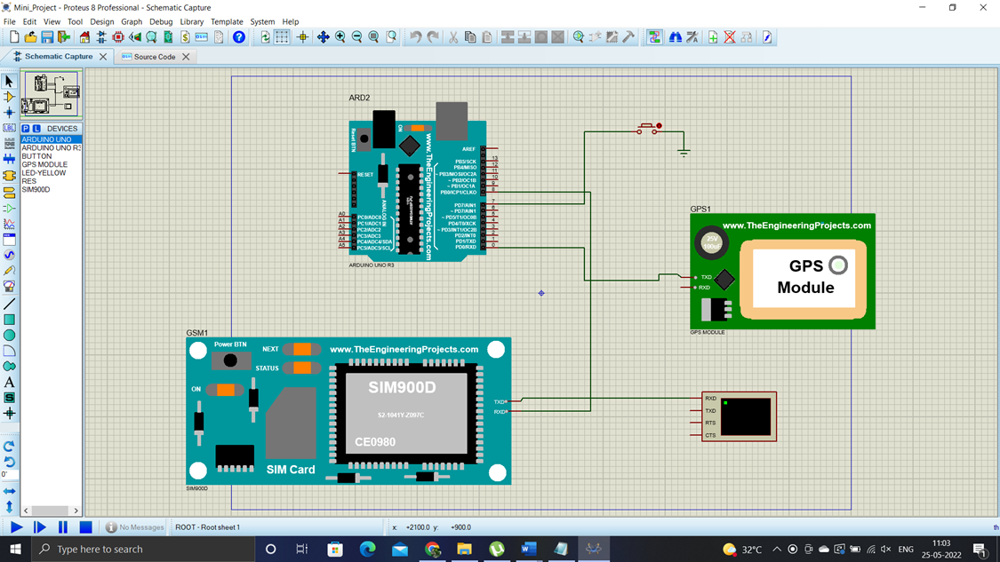 Mini_Project - Proteus 8 Professional - Schematic Capture
File Edit View Tool Design Graph Debug Library Template System Help
Schematic Capture
Source Code
P L DEVICES
ARDUINO UNO
ARDUINO UNO R3
BUTTON
GPS MODULE
LED-YELLOW
RES
SIM900D
ARD2
Reset BTN
ON
www.TheEngineeringProjects.com
AREF
RESET
13
12
11
10
9
8
PB5/SCK
PB4/MISO
~PB3/MOSI/OC2A
~ PB2/OC1B
~ PB1/OC1A
PB0/ICP1/CLKO
7
6
5
4
3
2
1
0
PD7/AIN1
~ PD7/AIN1
~ PD5/T1/OC0B
PD4/T0/XCK
~ PD3/INT1/OC2B
PD2/INT0
PD1/TXD
PD0/RXD
ANALOG IN
A0
A1
A2
A3
A4
A5
PC0/ADC0
PC1/ADC1
PC2/ADC2
PC3/ADC3
PC4/ADC4/SDA
PC5/ADC5/SCL
ARDUINO UNO R3
GPS1
www.TheEngineeringProjects.com
25V
100uF
TXD
RXD
GPS
Module
GPS MODULE
GSM1
Power BTN
NEXT
STATUS
ON
www.TheEngineeringProjects.com
SIM900D
S2-1041Y-Z097C
CE0980
SIM Card
TXD
RXD
SIM900D
RXD
TXD
RTS
CTS
No Messages
ROOT - Root sheet 1
x: +2100.0 y: +900.0
th
Type here to search
32°C
ENG
11:03
25-05-2022